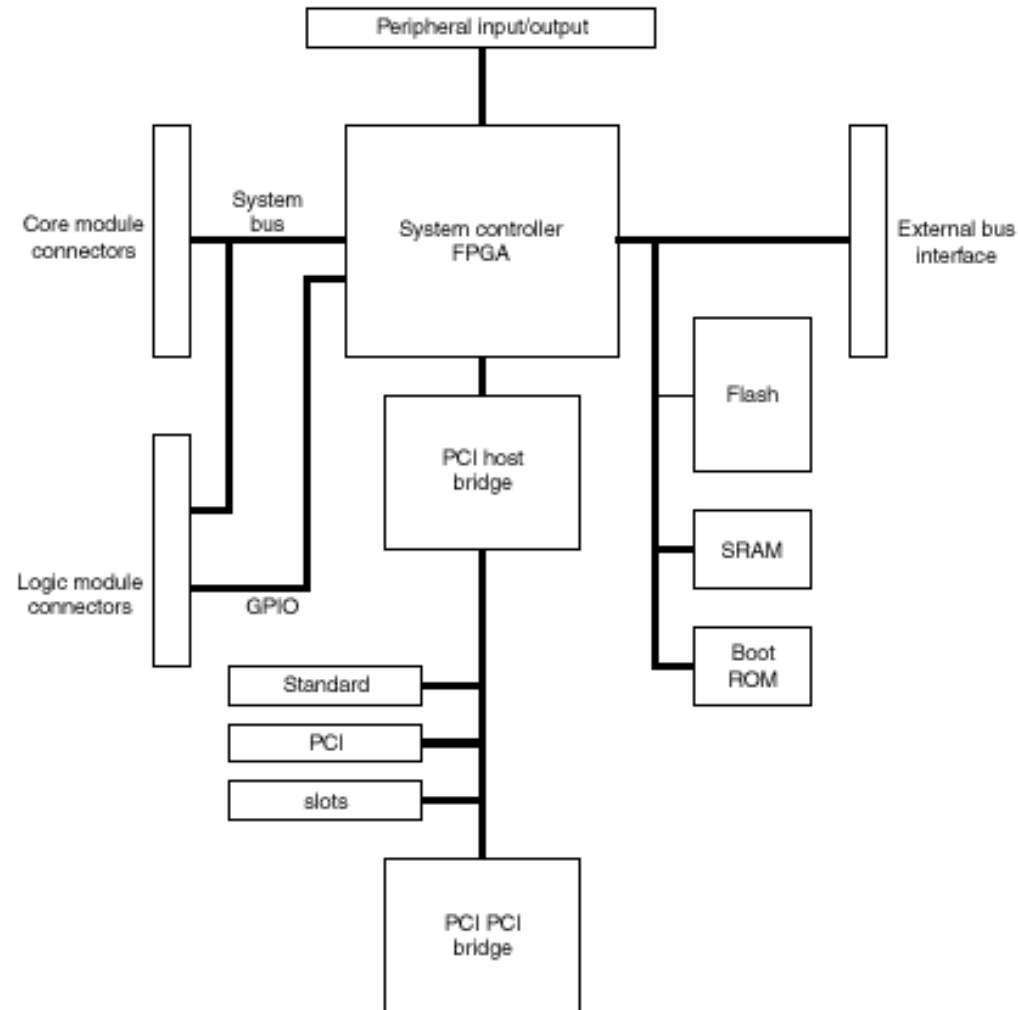 Peripheral input/output
System
bus
Core module
connectors
System controller
FPGA
External bus
interface
Flash
PCI host
bridge
SRAM
Logic module
connectors
GPIO
Boot
ROM
Standard
PCI
slots
PCI PCI
bridge